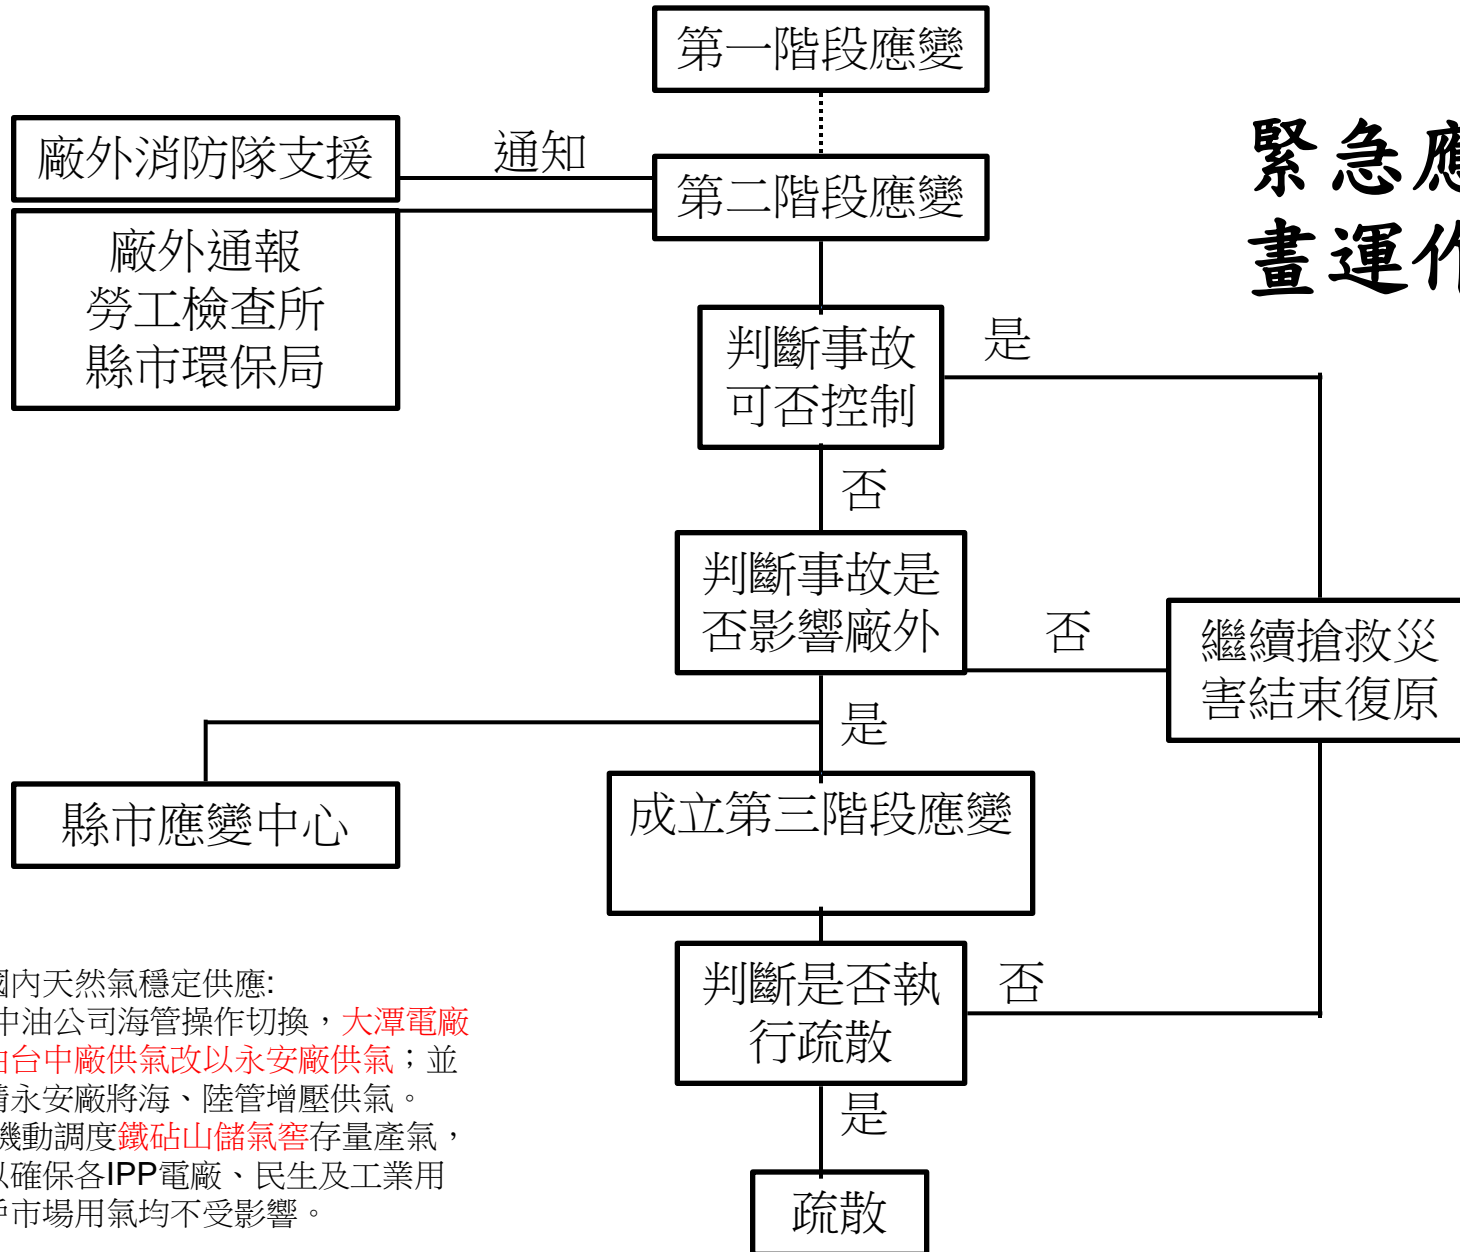 第一階段應變
緊急應
畫運作
廠外消防隊支援
通知
第二階段應變
廠外通報
勞工檢查所
縣市環保局
判斷事故
可否控制
是
否
判斷事故是
否影響廠外
否
繼續搶救災
害結束復原
是
縣市應變中心
成立第三階段應變
判斷是否執
行疏散
否
是
疏散
國內天然氣穩定供應:
中油公司海管操作切換,大潭電廠
由台中廠供氣改以永安廠供氣;並
請永安廠將海、陸管增壓供氣。
機動調度鐵砧山儲氣窖存量產氣,
以確保各IPP電廠、民生及工業用
戶市場用氣均不受影響。